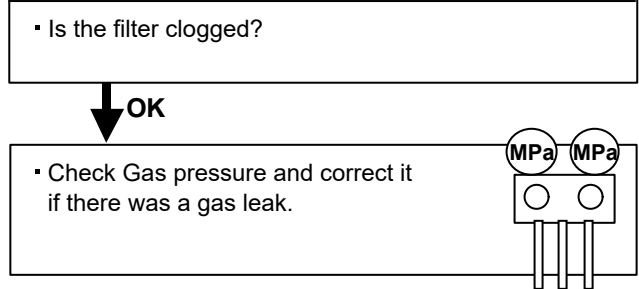 ▪ Is the filter clogged?
OK
▪ Check Gas pressure and correct it
if there was a gas leak.
MPa MPa